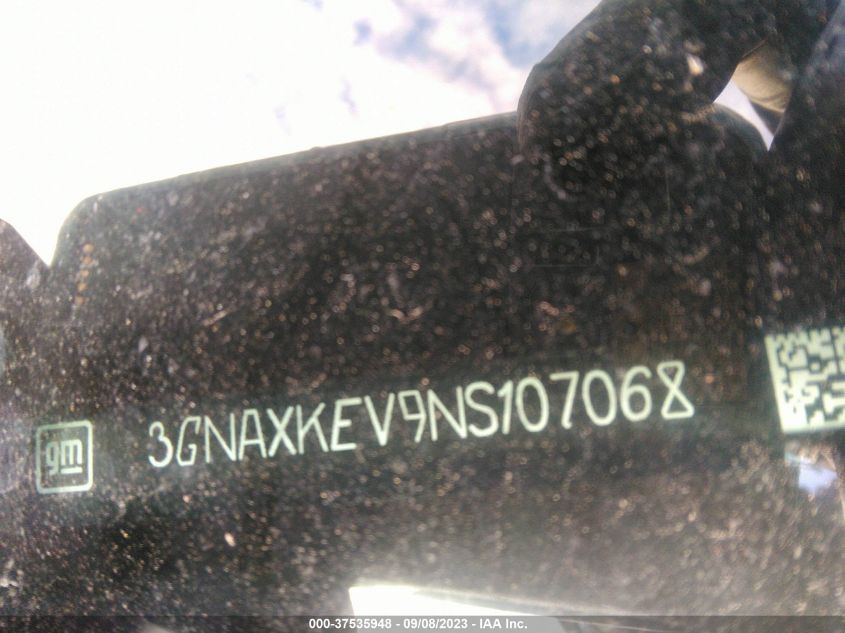 gm 3GNAXKEV9NS107068
000-37535948 - 09/08/2023 - IAA Inc.